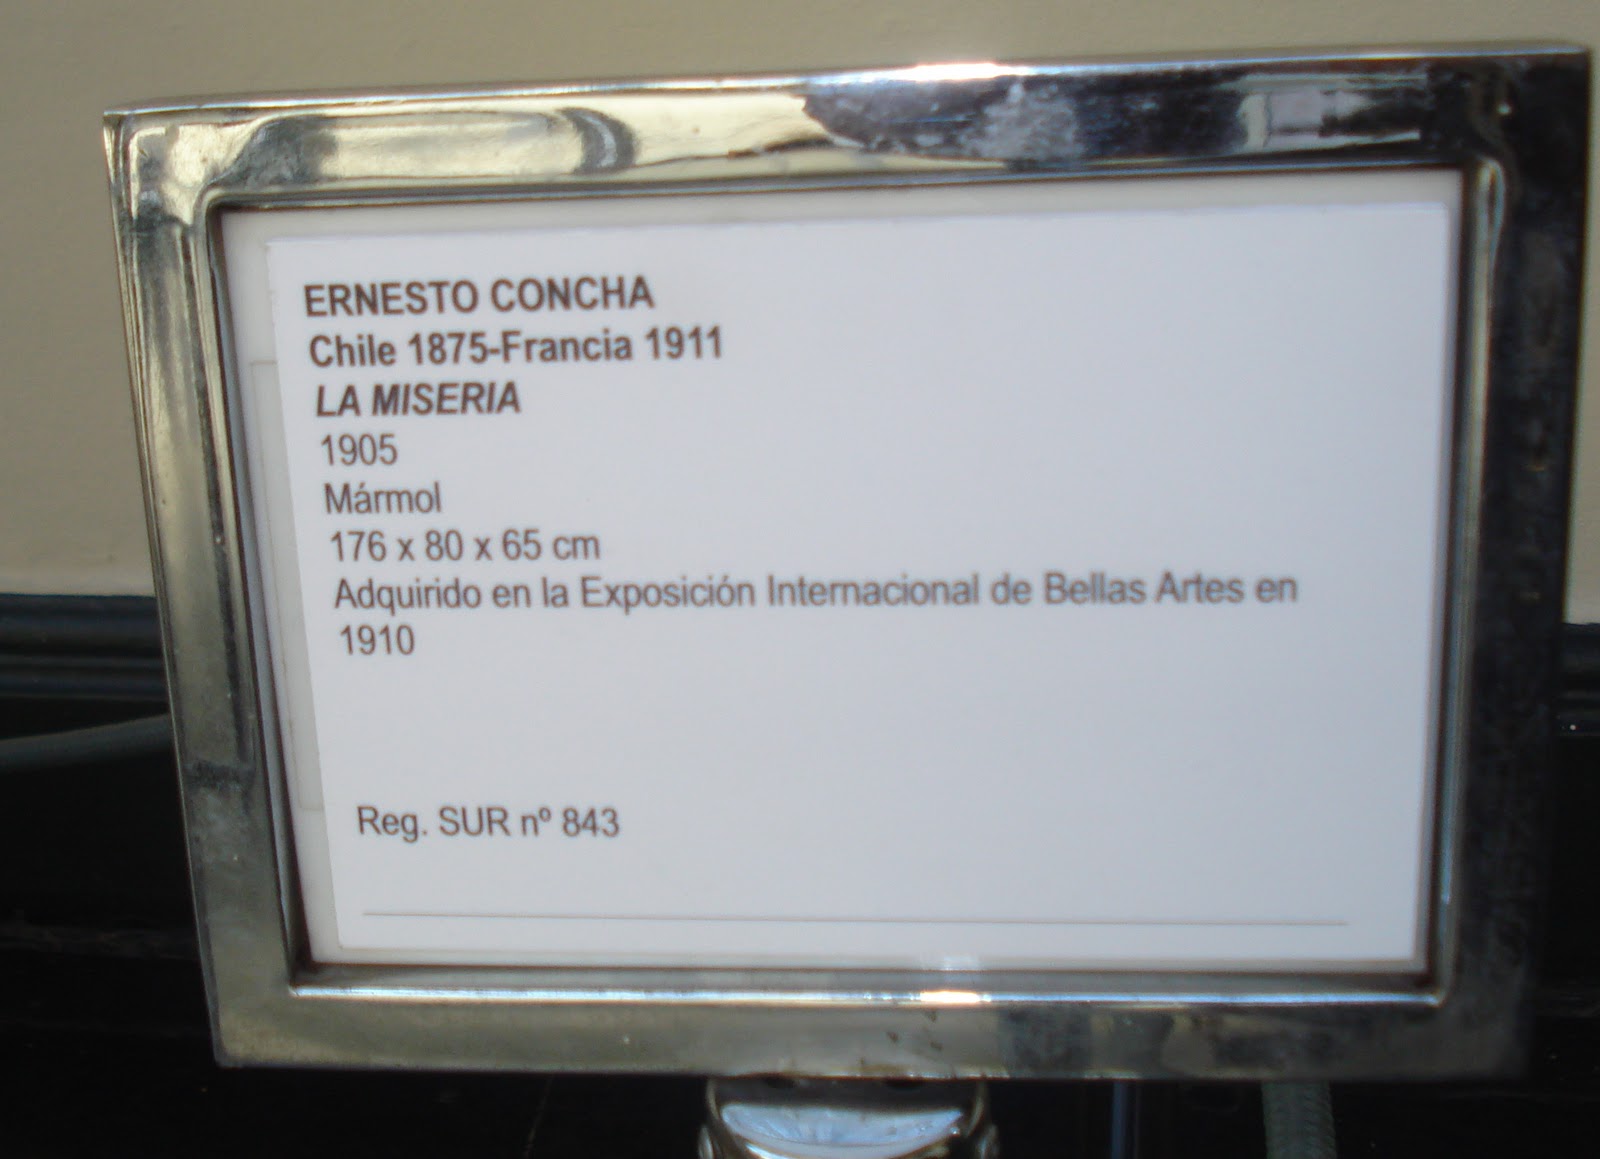 ERNESTO CONCHA
Chile 1875-Francia 1911
LA MISERIA
1905
Mármol
176 x 80 x 65 cm
Adquirido en la Exposición Internacional de Bellas Artes en
1910
Reg. SUR nº 843